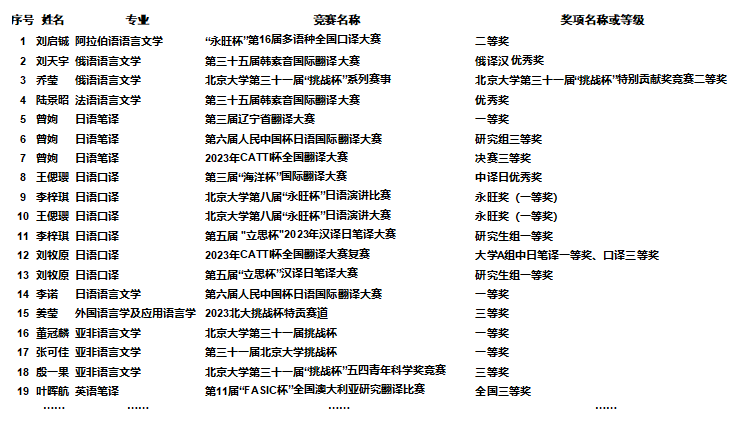 序号 姓名 专业 竞赛名称 奖项名称或等级
1 刘启铖 阿拉伯语语言文学 “永旺杯”第16届多语种全国口译大赛 二等奖
2 刘天宇 俄语语言文学 第三十五届韩素音国际翻译大赛 俄译汉 优秀奖
3 乔莹 俄语语言文学 北京大学第三十一届“挑战杯”系列赛事 北京大学第三十一届“挑战杯”特别贡献奖竞赛二等奖
4 陆景昭 法语语言文学 第三十五届韩素音国际翻译大赛 优秀奖
5 曾姁 日语笔译 第三届辽宁省翻译大赛 一等奖
6 曾姁 日语笔译 第六届人民中国杯日语国际翻译大赛 研究组三等奖
7 曾姁 日语笔译 2023年CATTI杯全国翻译大赛 决赛三等奖
8 王偲璟 日语口译 第三届“海洋杯”国际翻译大赛 中译日优秀奖
9 李梓琪 日语口译 北京大学第八届“永旺杯”日语演讲比赛 永旺奖（一等奖）
10 王偲璟 日语口译 北京大学第八届“永旺杯”日语演讲大赛 永旺奖（一等奖）
11 李梓琪 日语口译 第五届 "立思杯"2023年汉译日笔译大赛 研究生组一等奖
12 刘牧原 日语口译 2023年CATTI杯全国翻译大赛复赛 大学A组中日笔译一等奖、口译三等奖
13 刘牧原 日语口译 第五届“立思杯”汉译日笔译大赛 研究生组一等奖
14 李诺 日语语言文学 第六届人民中国杯日语国际翻译大赛 一等奖
15 姜莹 外国语言学及应用语言学 2023北大挑战杯特贡赛道 三等奖
16 董冠麟 亚非语言文学 北京大学第三十一届挑战杯 一等奖
17 张可佳 亚非语言文学 第三十一届北京大学挑战杯 一等奖
18 殷一果 亚非语言文学 北京大学第三十一届“挑战杯”五四青年科学奖竞赛 三等奖
19 叶晖航 英语笔译 第11届“FASIC杯”全国澳大利亚研究翻译比赛 全国三等奖
…… …… …… ……